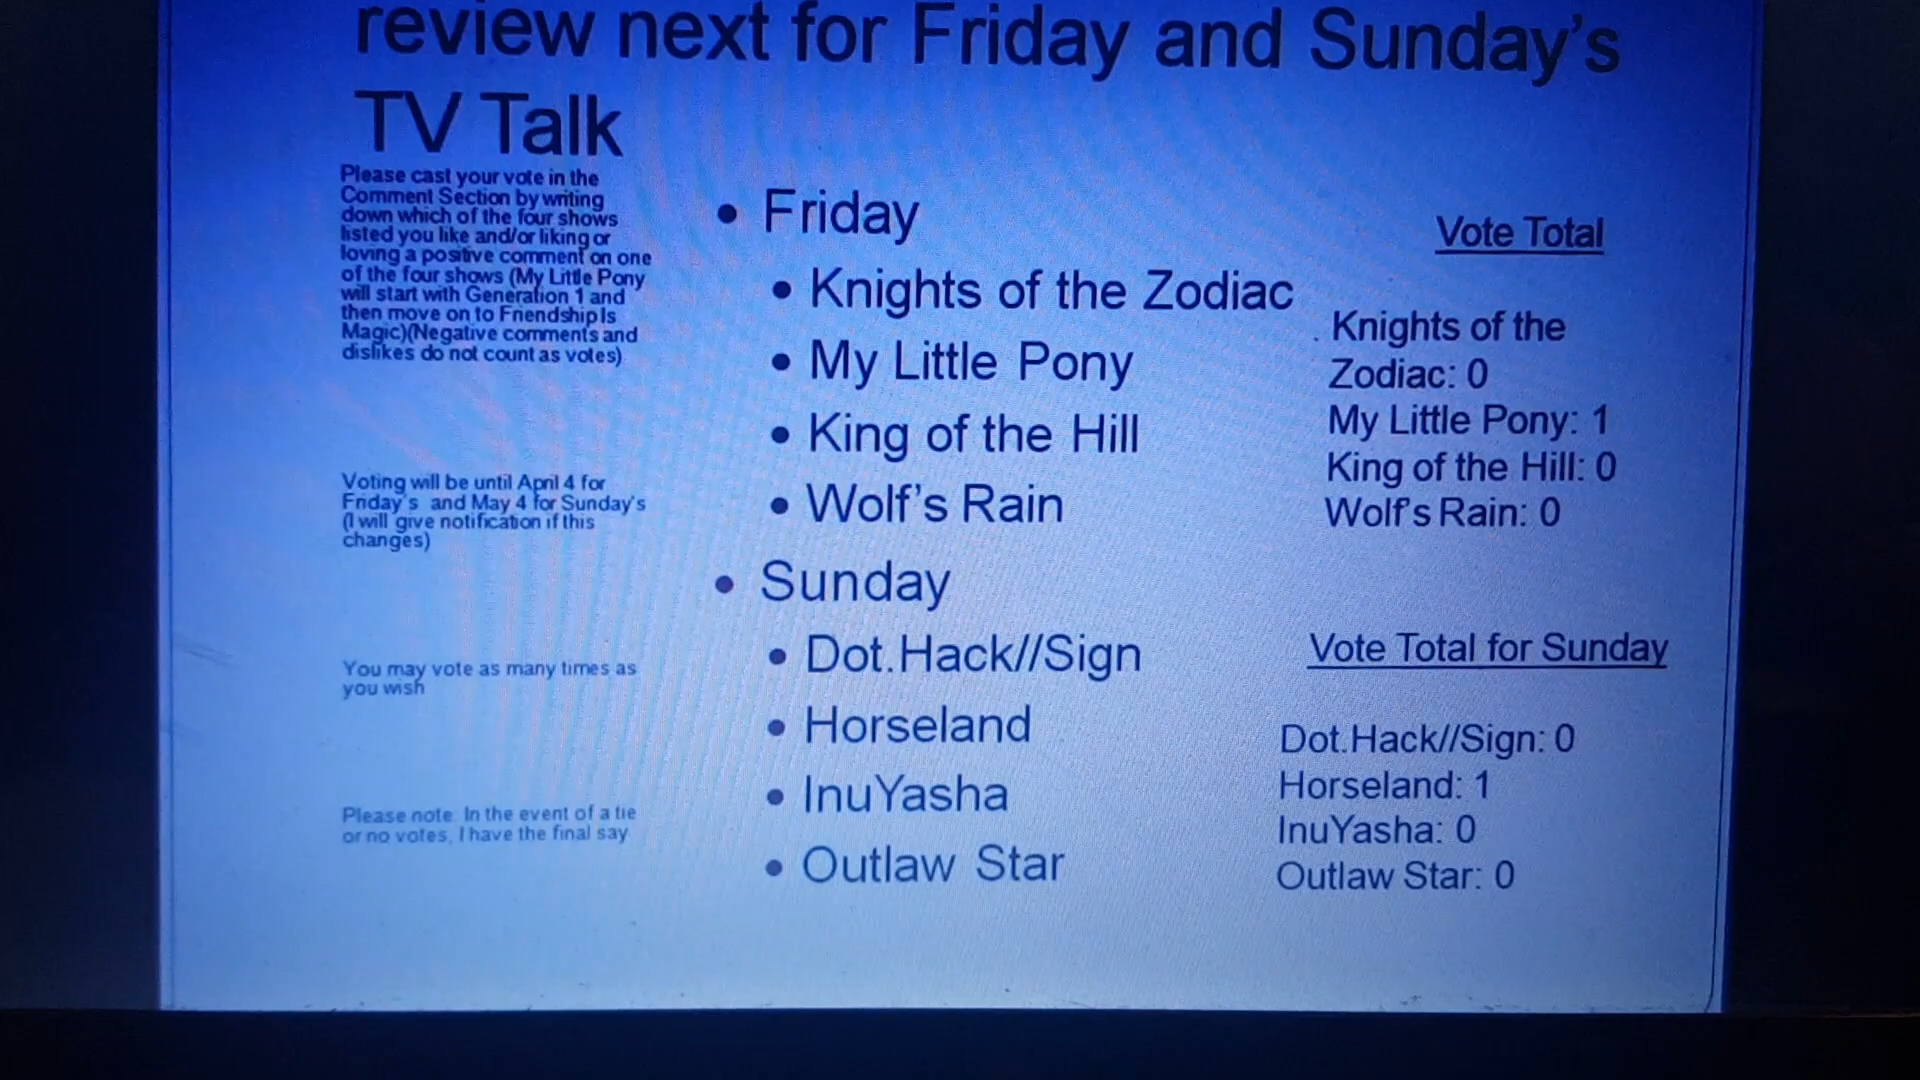 review next for Friday and Sunday's
TV Talk
Please cast your vote in the
Comment Section by writing
down which of the four shows
listed you like and/or liking or
loving a positive comment on one
of the four shows (My Little Pony
will start with Generation 1 and
then move on to Friendship Is
Magic)(Negative comments and
dislikes do not count as votes)
Voting will be until April 4 for
Friday's and May 4 for Sunday's
(I will give notification if this
changes)
You may vote as many times as
you wish
Please note: In the event of a tie
or no votes, I have the final say
• Friday
• Knights of the Zodiac
• My Little Pony
• King of the Hill
• Wolf's Rain
• Sunday
• Dot.Hack//Sign
• Horseland
• InuYasha
• Outlaw Star
Vote Total
Knights of the
Zodiac: 0
My Little Pony: 1
King of the Hill: 0
Wolf's Rain: 0
Vote Total for Sunday
Dot.Hack//Sign: 0
Horseland: 1
InuYasha: 0
Outlaw Star: 0